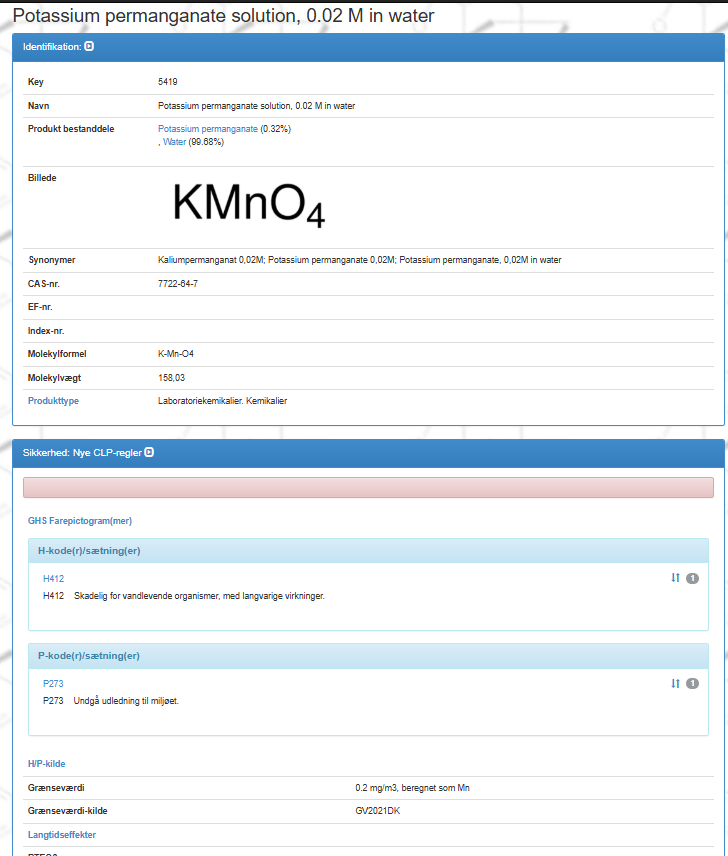 Potassium permanganate solution, 0.02 M in water
Identifikation:
Key 5419
Navn Potassium permanganate solution, 0.02 M in water
Produkt bestanddele Potassium permanganate (0.32%)
, Water (99.68%)
Billede
KMnO4
Synonymer Kaliumpermanganat 0,02M; Potassium permanganate 0,02M; Potassium permanganate, 0,02M in water
CAS-nr. 7722-64-7
EF-nr.
Index-nr.
Molekylformel K-Mn-O4
Molekylvægt 158,03
Produkttype Laboratoriekemikalier. Kemikalier
Sikkerhed: Nye CLP-regler
GHS Farepictogram(mer)
H-kode(r)/sætning(er)
H412 1
H412 Skadelig for vandlevende organismer, med langvarige virkninger.
P-kode(r)/sætning(er)
P273 1
P273 Undgå udledning til miljøet.
H/P-kilde
Grænseværdi 0.2 mg/m3, beregnet som Mn
Grænseværdi-kilde GV2021DK
Langtidseffekter